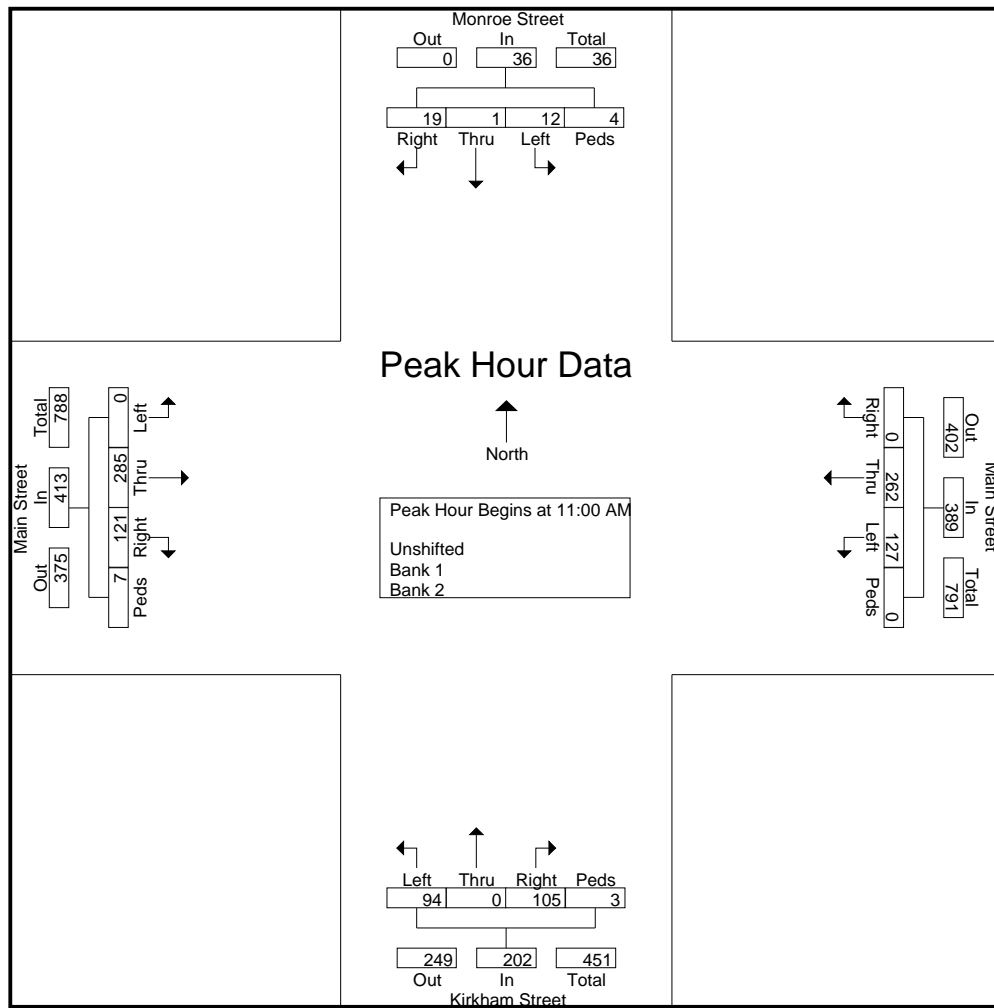 Monroe Street
Out In Total
0 36 36
19 1 12 4
Right Thru Left Peds
Peak Hour Data
North
Peak Hour Begins at 11:00 AM
Unshifted
Bank 1
Bank 2
Main Street
Out In Total
375 413 788
7 121 285 0
Peds Right Thru Left
Main Street
Out In Total
402 389 791
0 262 127 0
Right Thru Left Peds
Left Thru Right Peds
94 0 105 3
249 202 451
Out In Total
Kirkham Street